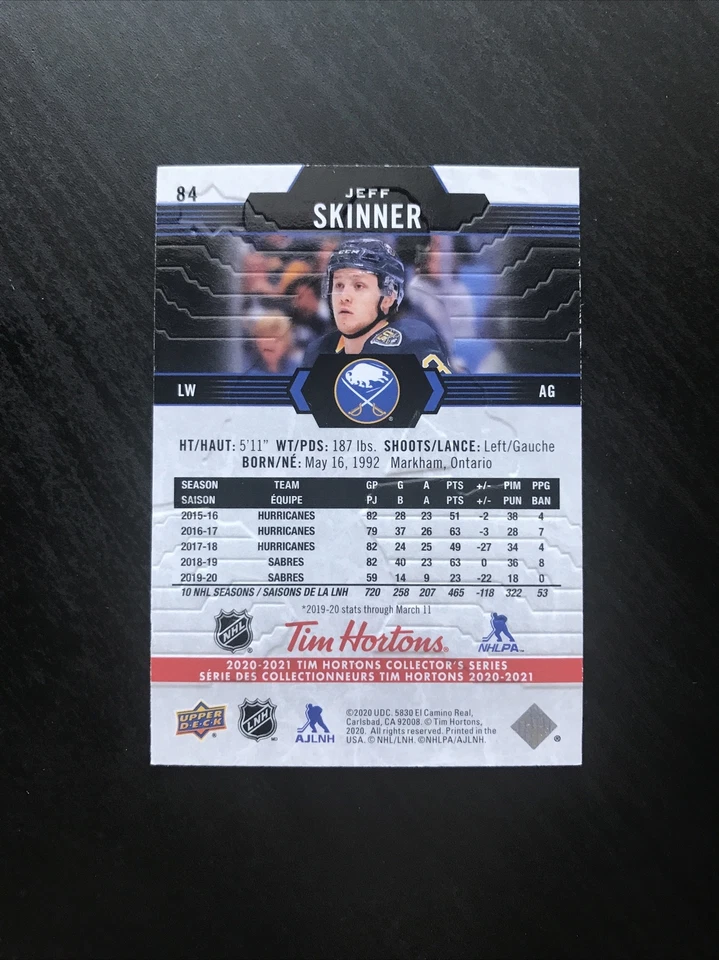 84
JEFF
SKINNER
CCM
LW
AG
HT/HAUT: 5'11" WT/PDS: 187 lbs. SHOOTS/LANCE: Left/Gauche
BORN/NÉ: May 16, 1992 Markham, Ontario
SEASON TEAM GP G A PTS +/- PIM PPG
SAISON ÉQUIPE PJ B A PTS +/- PUN BAN
2015-16 HURRICANES 82 28 23 51 -2 38 4
2016-17 HURRICANES 79 37 26 63 -3 28 7
2017-18 HURRICANES 82 24 25 49 -27 34 4
2018-19 SABRES 82 40 23 63 0 36 8
2019-20 SABRES 59 14 9 23 -22 18 0
10 NHL SEASONS / SAISONS DE LA LNH 720 258 207 465 -118 322 53
*2019-20 stats through March 11
NHL
Tim Hortons®
NHLPA
2020-2021 TIM HORTONS COLLECTOR'S SERIES
SÉRIE DES COLLECTIONNEURS TIM HORTONS 2020-2021
UPPER DECK
LNH
AJLNH
©2020 UDC. 5830 El Camino Real,
Carlsbad, CA 92008. © Tim Hortons,
2020. All rights reserved. Printed in the
USA. © NHL/LNH. ©NHLPA/AJLNH.